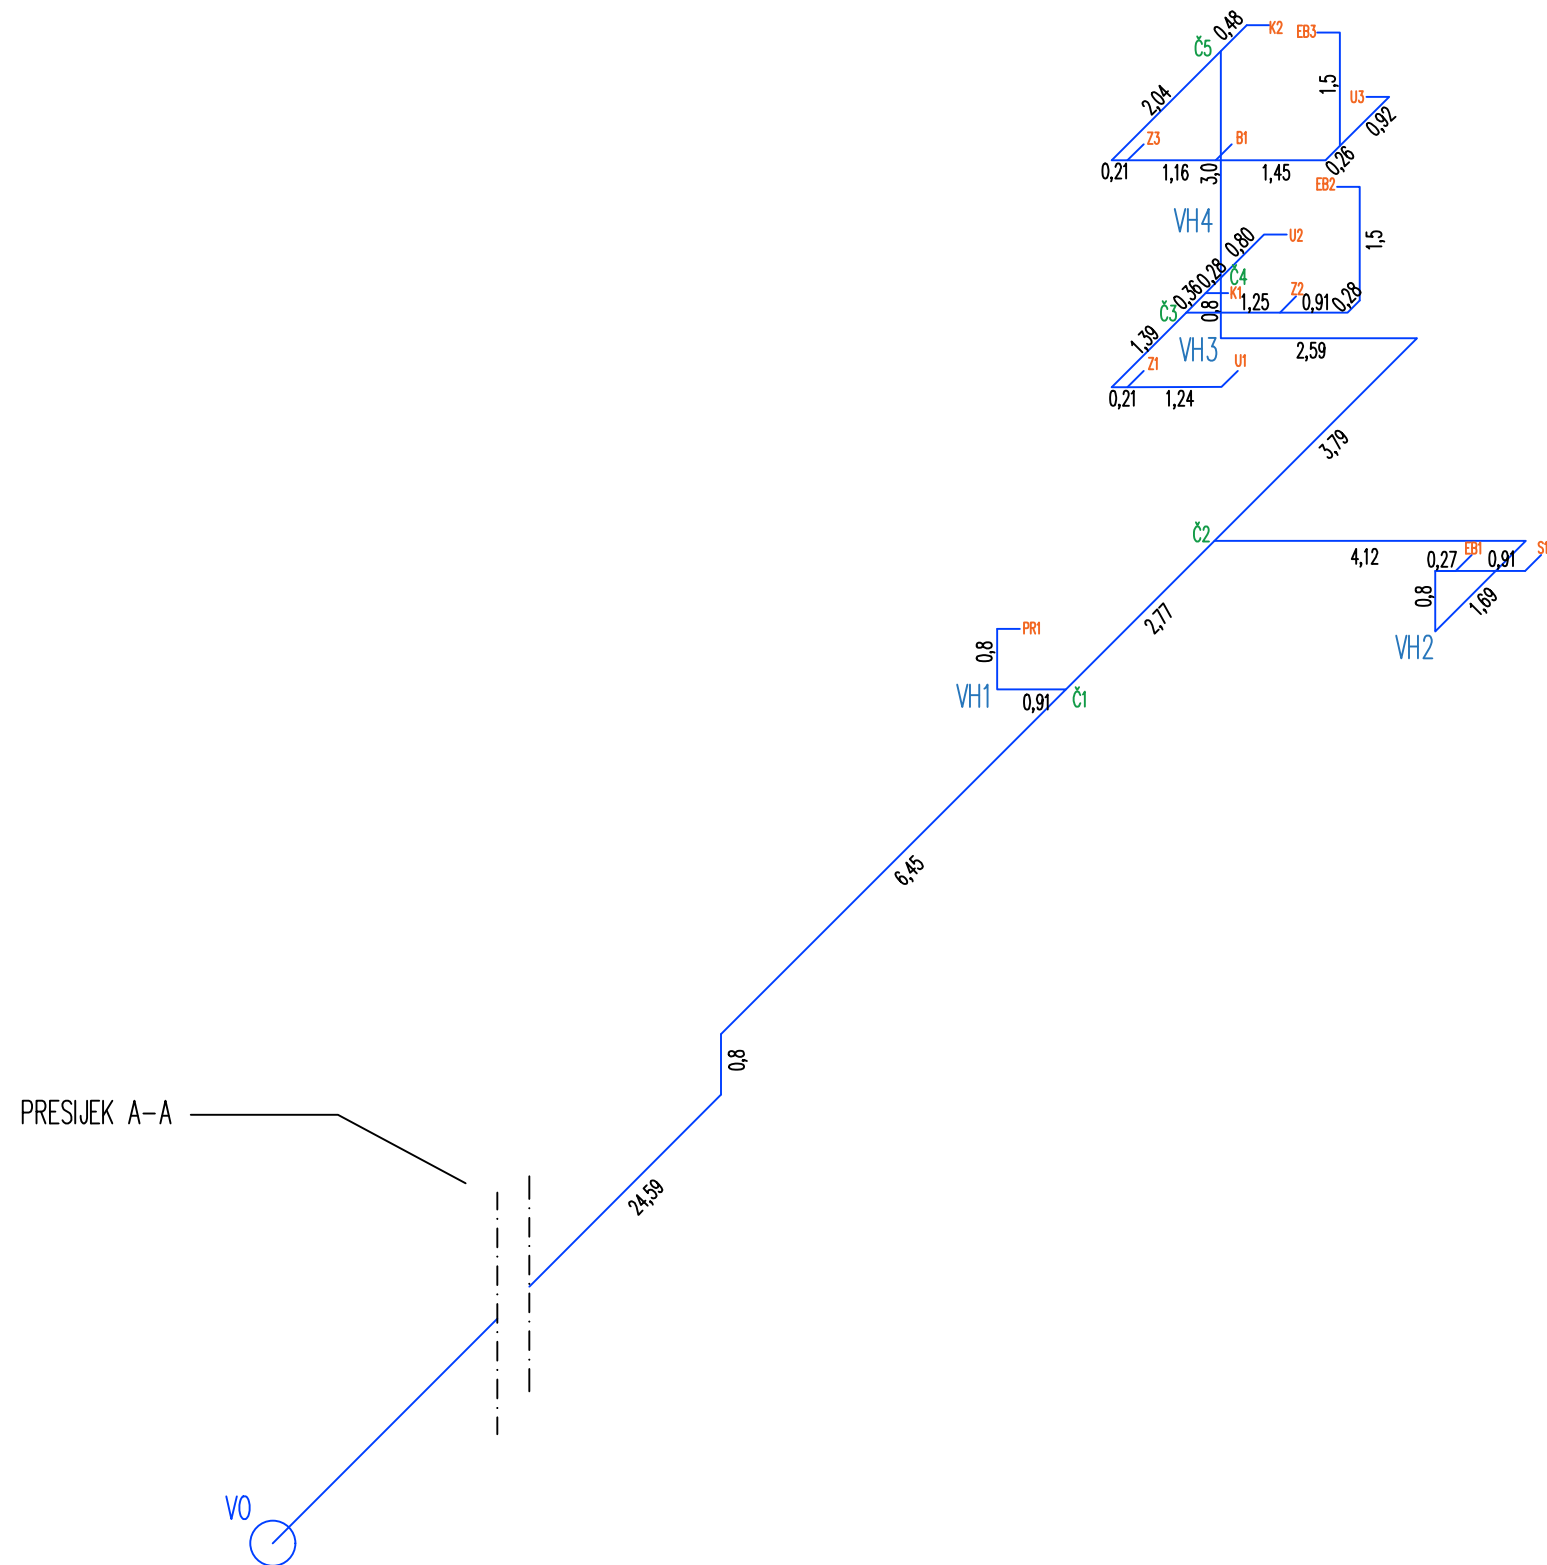 0,48
K2
EB3
Č5
1,5
2,04
U3
0,92
Z3
B1
0,26
0,21
1,16
3,0
1,45
EB2
VH4
0,80
U2
1,5
Č4
0,28
0,36
K1
Z2
0,28
Č3
0,8
1,25
0,91
1,39
VH3
2,59
Z1
U1
0,21
1,24
3,79
Č2
4,12
0,27
EB1
0,91
S1
0,8
1,69
2,77
VH2
PR1
0,8
VH1
0,91
Č1
6,45
0,8
PRESIJEK A-A
24,59
VO